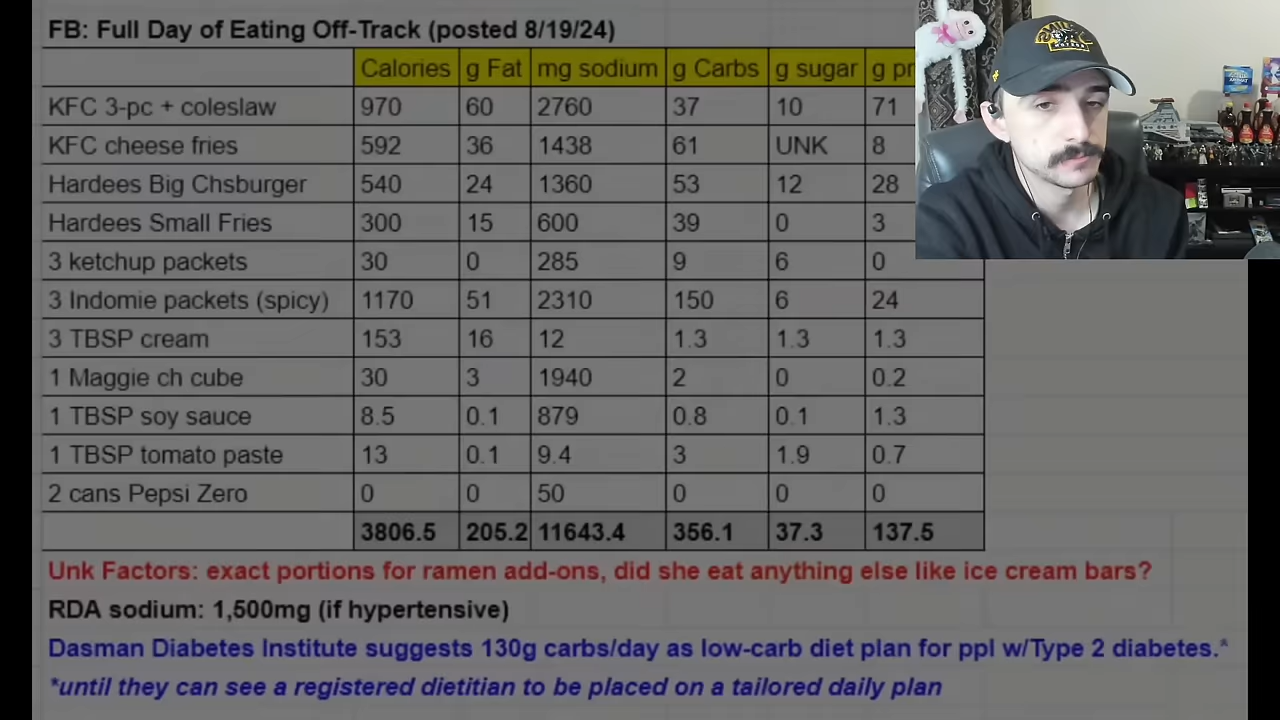 FB: Full Day of Eating Off-Track (posted 8/19/24)
Calories g Fat mg sodium g Carbs g sugar g pr
KFC 3-pc + coleslaw 970 60 2760 37 10 71
KFC cheese fries 592 36 1438 61 UNK 8
Hardees Big Chsburger 540 24 1360 53 12 28
Hardees Small Fries 300 15 600 39 0 3
3 ketchup packets 30 0 285 9 6 0
3 Indomie packets (spicy) 1170 51 2310 150 6 24
3 TBSP cream 153 16 12 1.3 1.3 1.3
1 Maggie ch cube 30 3 1940 2 0 0.2
1 TBSP soy sauce 8.5 0.1 879 0.8 0.1 1.3
1 TBSP tomato paste 13 0.1 9.4 3 1.9 0.7
2 cans Pepsi Zero 0 0 50 0 0 0
3806.5 205.2 11643.4 356.1 37.3 137.5
Unk Factors: exact portions for ramen add-ons, did she eat anything else like ice cream bars?
RDA sodium: 1,500mg (if hypertensive)
Dasman Diabetes Institute suggests 130g carbs/day as low-carb diet plan for ppl w/Type 2 diabetes.*
*until they can see a registered dietitian to be placed on a tailored daily plan